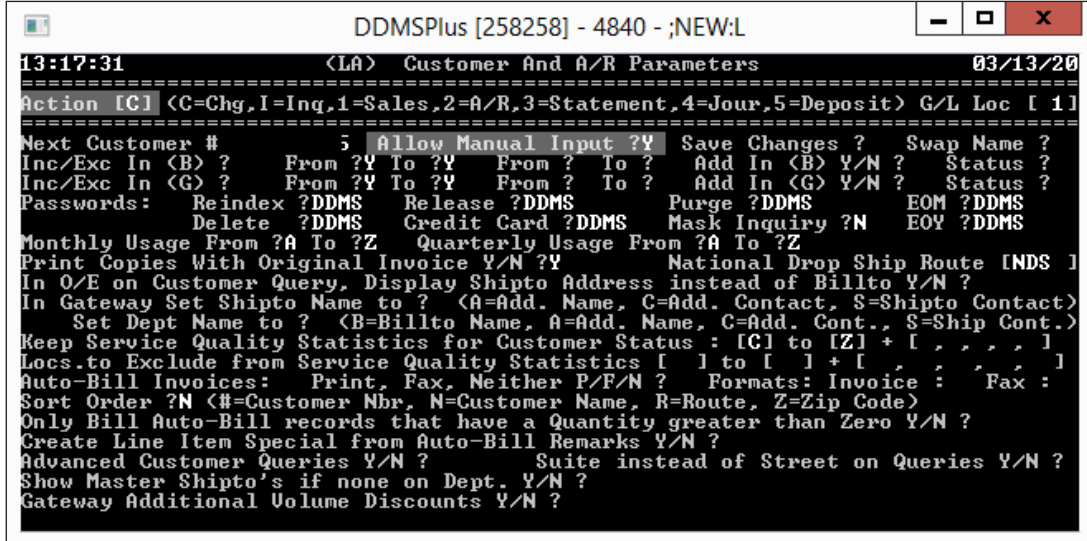 DDMSPlus [258258] - 4840 - ;NEW:L
13:17:31 (LA) Customer And A/R Parameters 03/13/20
================================================================================
Action [C] (C=Chg,I=Inq,1=Sales,2=A/R,3=Statement,4=Jour,5=Deposit) G/L Loc [ 1]
================================================================================
Next Customer # 5 Allow Manual Input ?Y Save Changes ? Swap Name ?
Inc/Exc In (B) ? From ?Y To ?Y From ? To ? Add In (B) Y/N ? Status ?
Inc/Exc In (G) ? From ?Y To ?Y From ? To ? Add In (G) Y/N ? Status ?
Passwords: Reindex ?DDMS Release ?DDMS Purge ?DDMS EOM ?DDMS
Delete ?DDMS Credit Card ?DDMS Mask Inquiry ?N EOY ?DDMS
Monthly Usage From ?A To ?Z Quarterly Usage From ?A To ?Z
Print Copies With Original Invoice Y/N ?Y National Drop Ship Route [NDS ]
In O/E on Customer Query, Display Shipto Address instead of Billto Y/N ?
In Gateway Set Shipto Name to ? (A=Add. Name, C=Add. Contact, S=Shipto Contact)
Set Dept Name to ? (B=Billto Name, A=Add. Name, C=Add. Cont., S=Ship Cont.)
Keep Service Quality Statistics for Customer Status : [C] to [Z] + [ , , , , ]
Locs.to Exclude from Service Quality Statistics [ ] to [ ] + [ , , , , ]
Auto-Bill Invoices: Print, Fax, Neither P/F/N ? Formats: Invoice : Fax :
Sort Order ?N (#=Customer Nbr, N=Customer Name, R=Route, Z=Zip Code)
Only Bill Auto-Bill records that have a Quantity greater than Zero Y/N ?
Create Line Item Special from Auto-Bill Remarks Y/N ?
Advanced Customer Queries Y/N ? Suite instead of Street on Queries Y/N ?
Show Master Shipto's if none on Dept. Y/N ?
Gateway Additional Volume Discounts Y/N ?